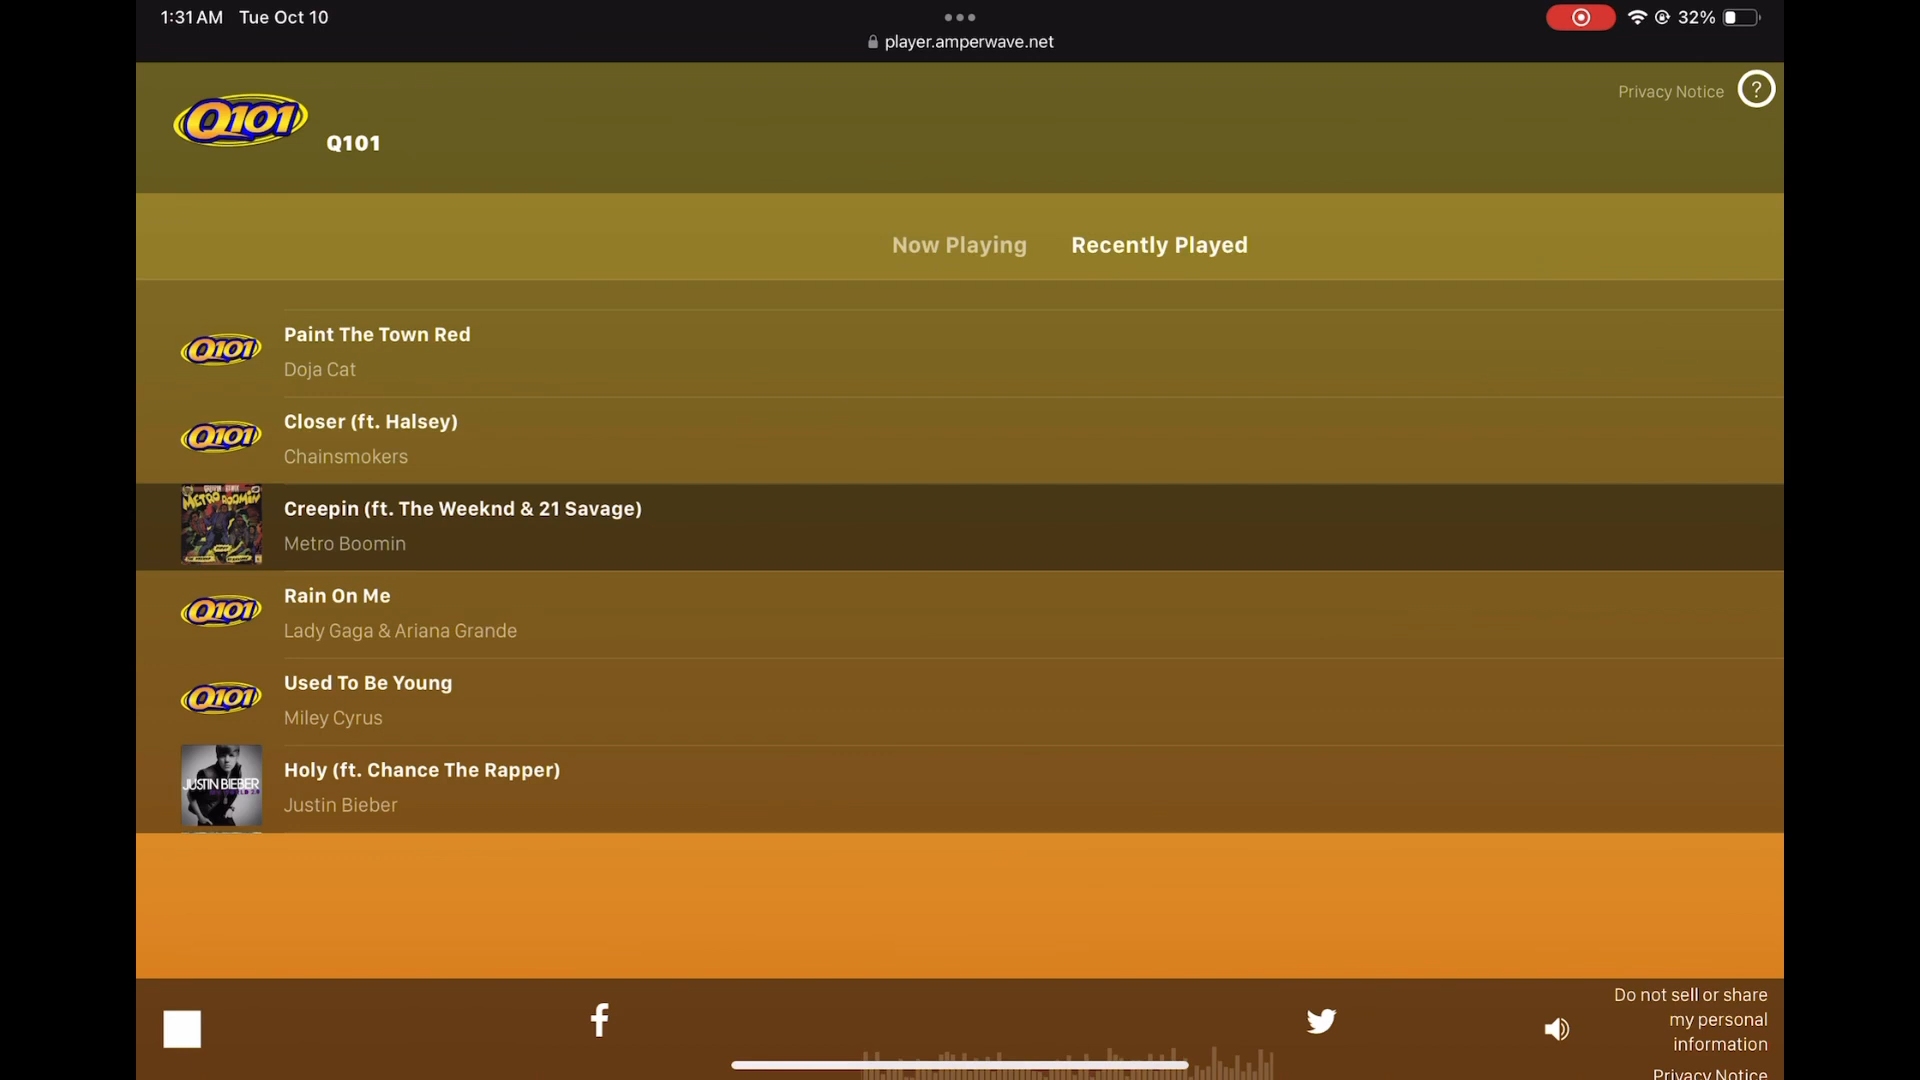 1:31 AM Tue Oct 10
32%
player.amperwave.net
Privacy Notice ?
Q101
Q101
Now Playing Recently Played
Q101
Paint The Town Red
Doja Cat
Q101
Closer (ft. Halsey)
Chainsmokers
METRO BOOMIN
Creepin (ft. The Weeknd & 21 Savage)
Metro Boomin
Q101
Rain On Me
Lady Gaga & Ariana Grande
Q101
Used To Be Young
Miley Cyrus
JUSTIN BIEBER
Holy (ft. Chance The Rapper)
Justin Bieber
Do not sell or share
my personal
information
Privacy Notice